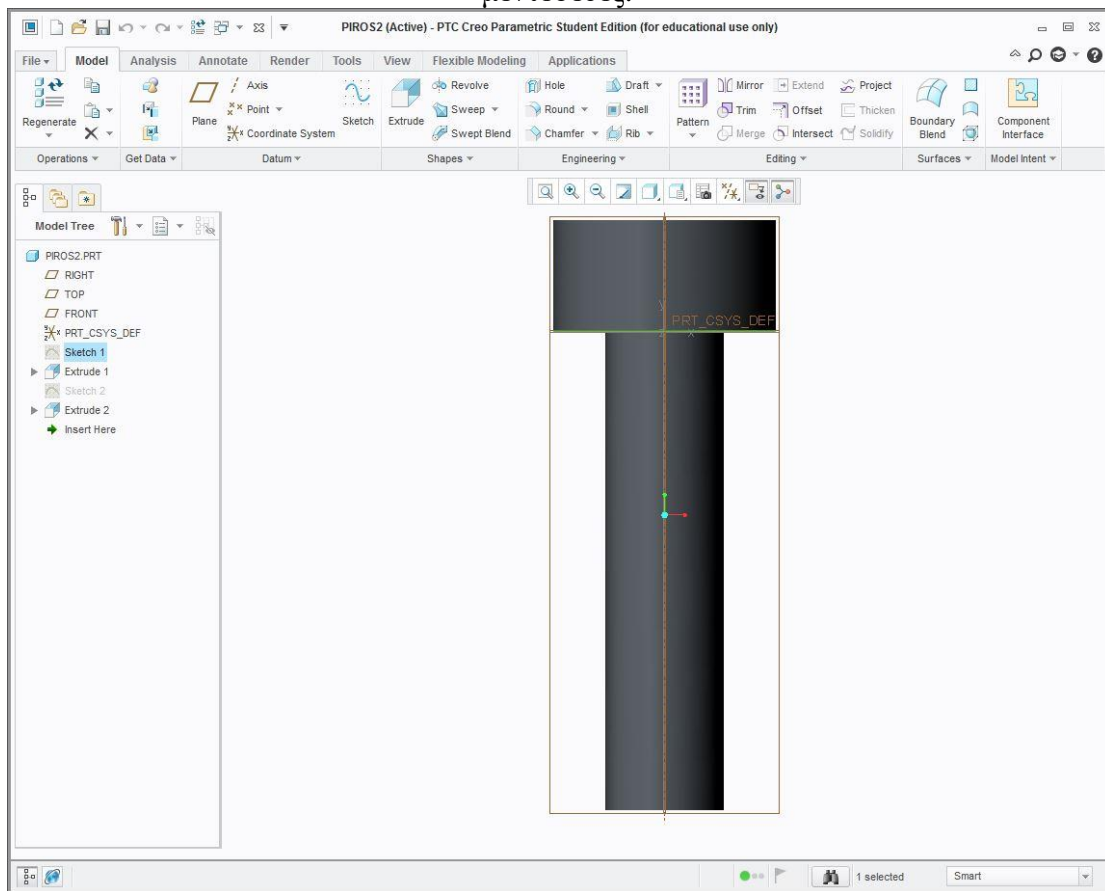 PIROS2 (Active) - PTC Creo Parametric Student Edition (for educational use only)
File Model Analysis Annotate Render Tools View Flexible Modeling Applications
Regenerate
Operations
Get Data
Plane
Axis
Point
Coordinate System
Sketch
Datum
Extrude
Revolve
Sweep
Swept Blend
Shapes
Hole
Draft
Round
Shell
Chamfer
Rib
Engineering
Pattern
Mirror
Extend
Project
Trim
Offset
Thicken
Merge
Intersect
Solidify
Editing
Boundary
Blend
Surfaces
Component
Interface
Model Intent
Model Tree
PIROS2.PRT
RIGHT
TOP
FRONT
PRT_CSYS_DEF
Sketch 1
Extrude 1
Sketch 2
Extrude 2
Insert Here
y
PRT_CSYS_DEF
z x
1 selected
Smart